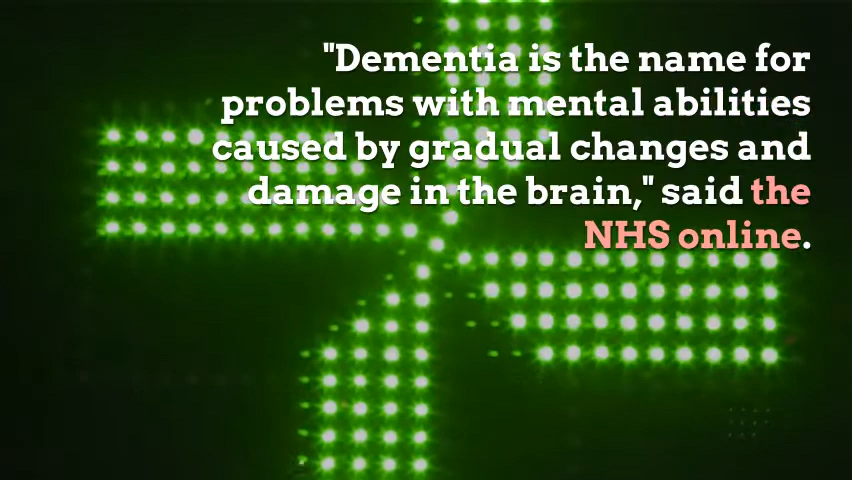 "Dementia is the name for
problems with mental abilities
caused by gradual changes and
damage in the brain," said the
NHS online.